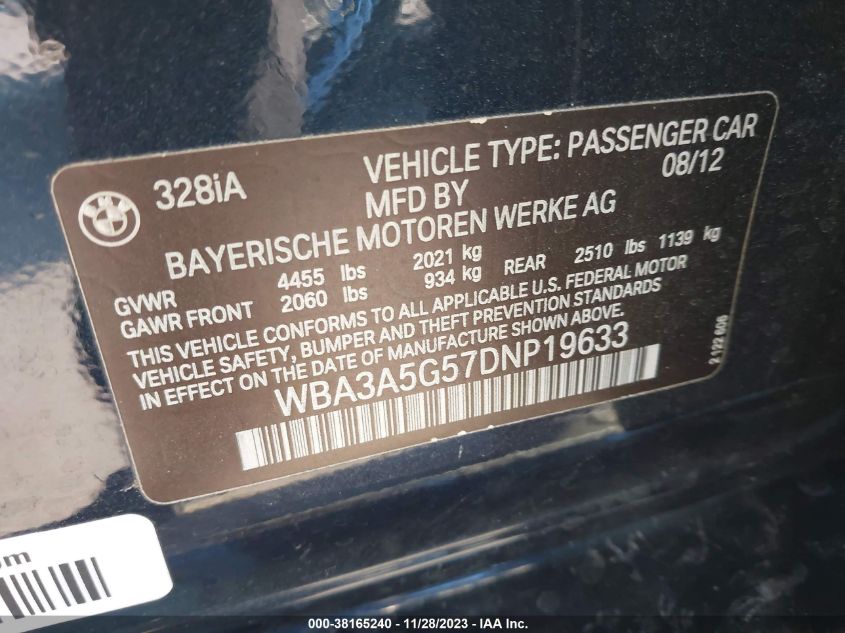 BMW
328iA
VEHICLE TYPE: PASSENGER CAR
MFD BY 08/12
BAYERISCHE MOTOREN WERKE AG
GVWR 4455 lbs 2021 kg
GAWR FRONT 2060 lbs 934 kg REAR 2510 lbs 1139 kg
THIS VEHICLE CONFORMS TO ALL APPLICABLE U.S. FEDERAL MOTOR
VEHICLE SAFETY, BUMPER AND THEFT PREVENTION STANDARDS
IN EFFECT ON THE DATE OF MANUFACTURE SHOWN ABOVE.
WBA3A5G57DNP19633
000-38165240 - 11/28/2023 - IAA Inc.